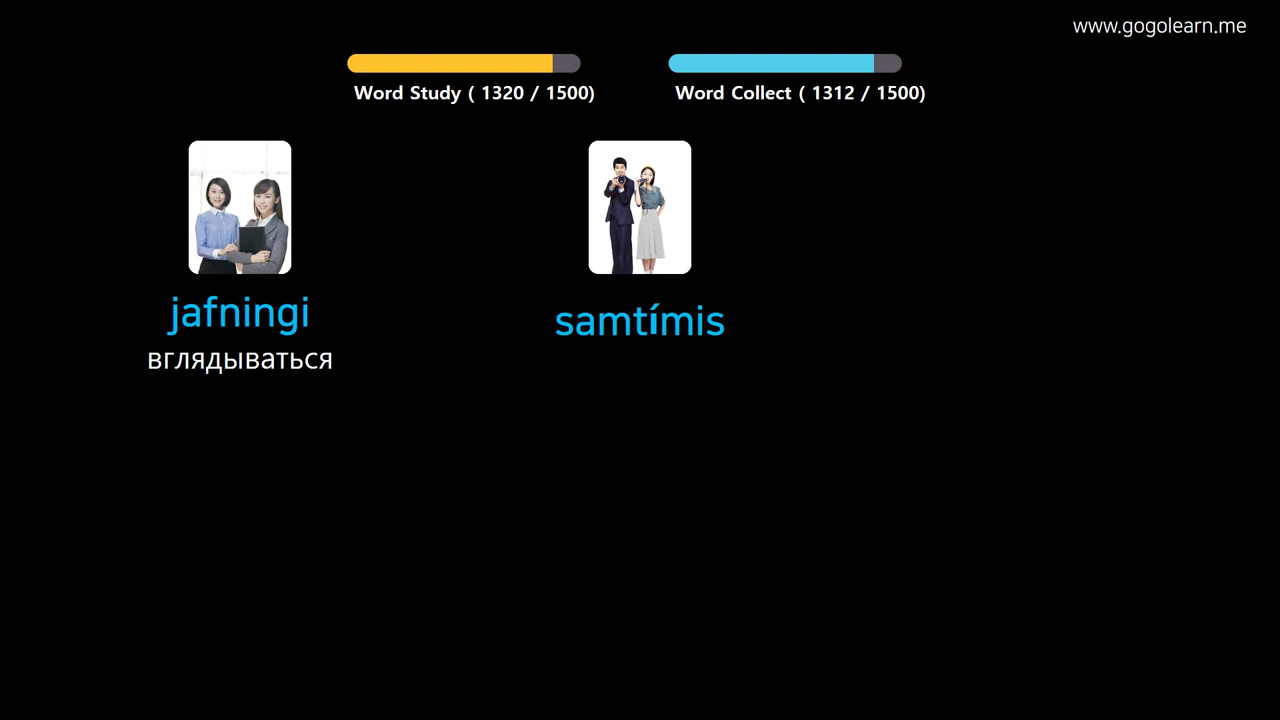 www.gogolearn.me
Word Study ( 1320 / 1500)
Word Collect ( 1312 / 1500)
jafningi
samtímis
вглядываться